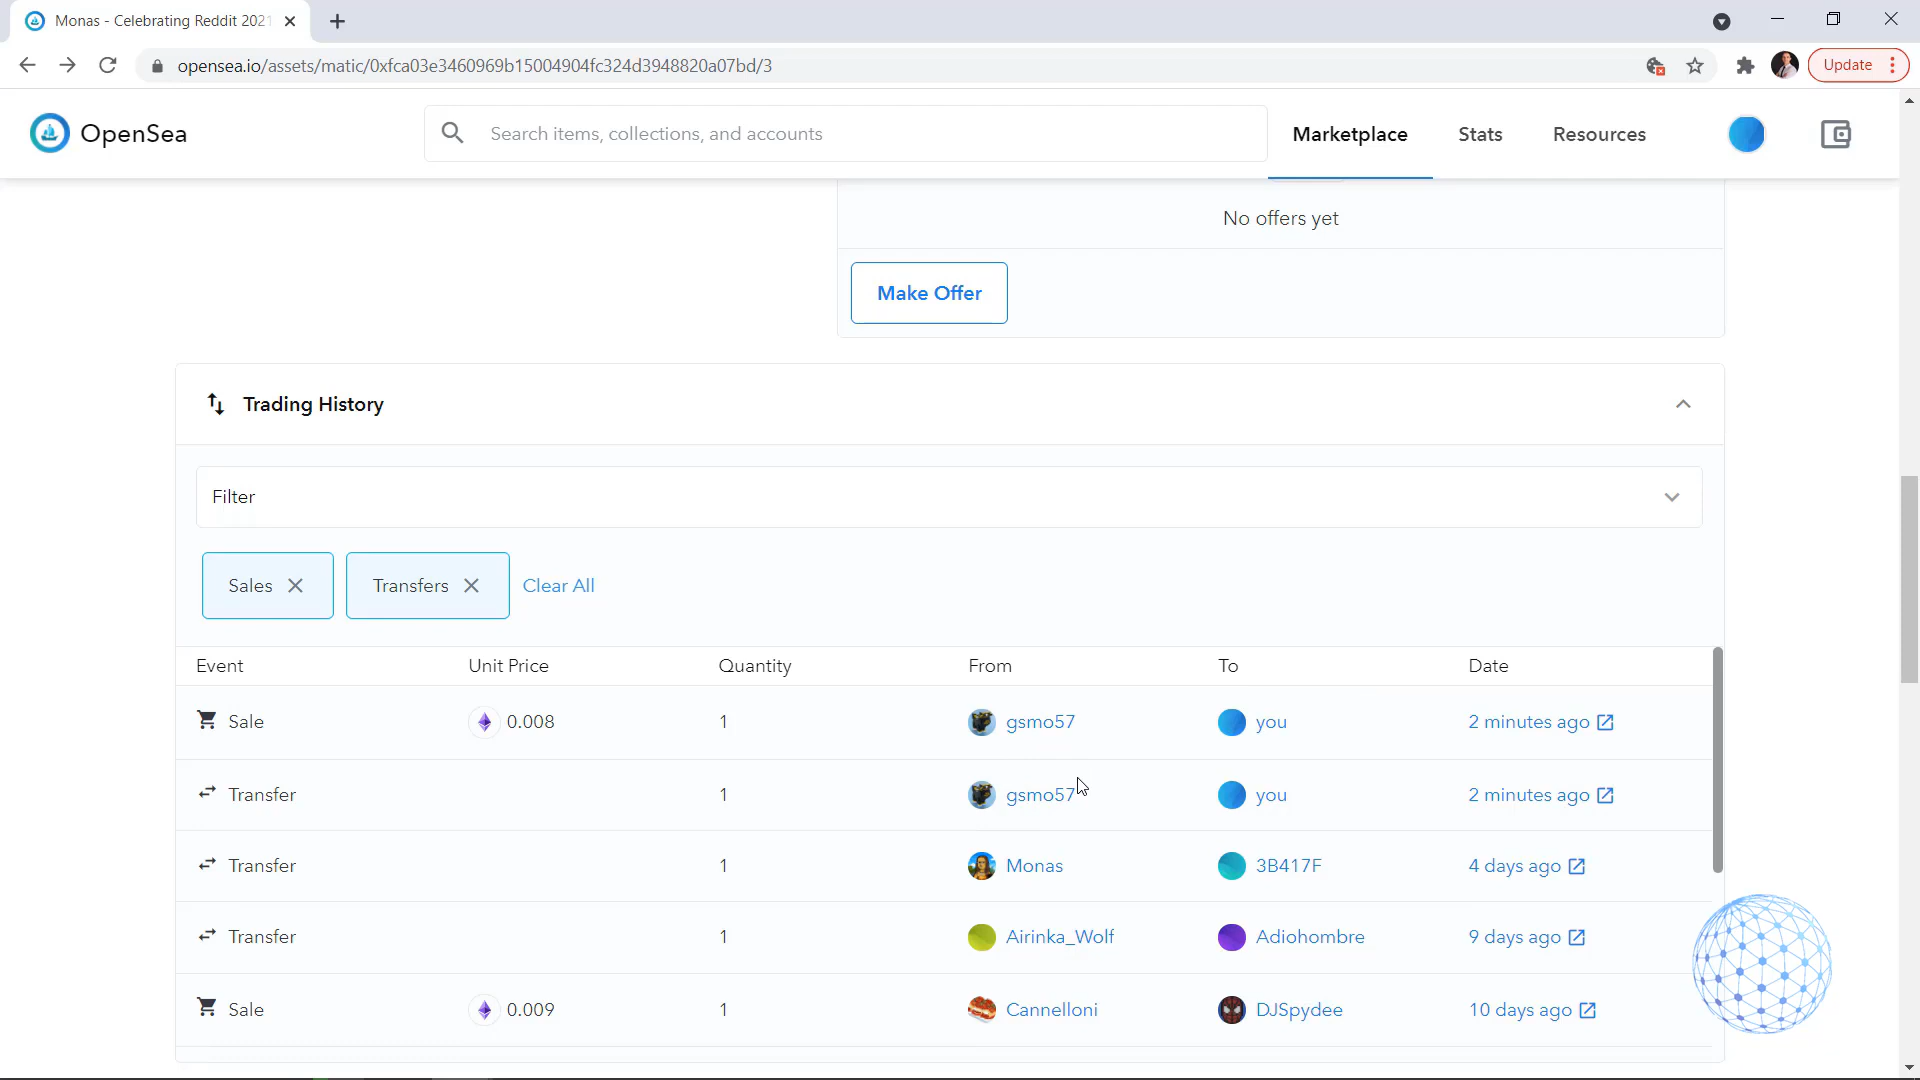 Monas - Celebrating Reddit 2021
opensea.io/assets/matic/0xfca03e3460969b15004904fc324d3948820a07bd/3
Update
OpenSea
Search items, collections, and accounts
Marketplace
Stats
Resources
No offers yet
Make Offer
Trading History
Filter
Sales
Transfers
Clear All
Event Unit Price Quantity From To Date
Sale 0.008 1 gsmo57 you 2 minutes ago
Transfer 1 gsmo57 you 2 minutes ago
Transfer 1 Monas 3B417F 4 days ago
Transfer 1 Airinka_Wolf Adiohombre 9 days ago
Sale 0.009 1 Cannelloni DJSpydee 10 days ago